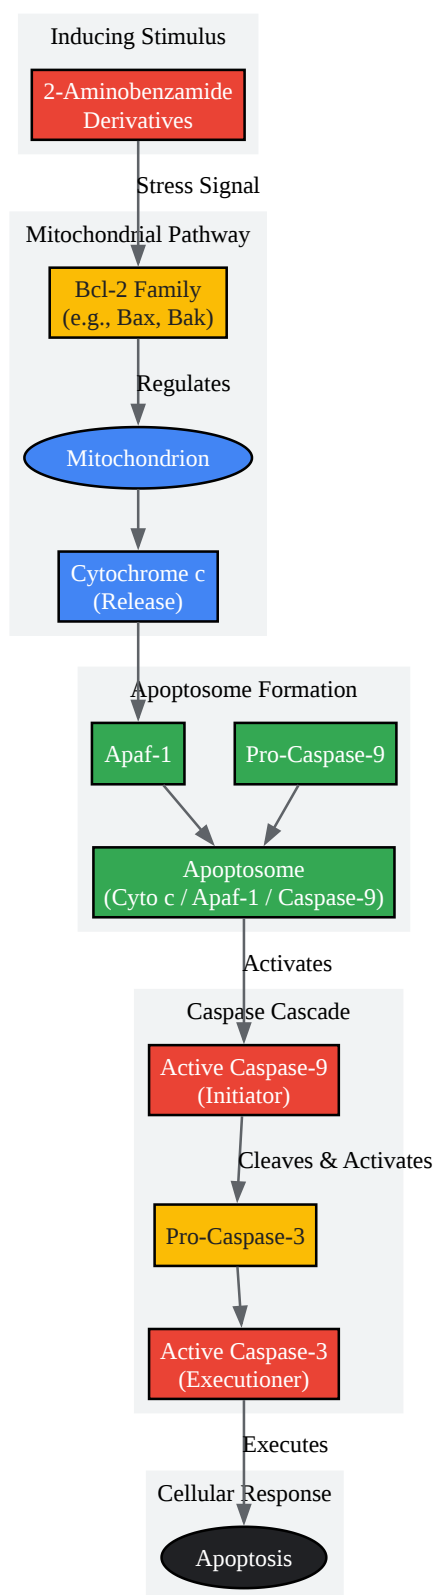 Inducing Stimulus
2-Aminobenzamide
Derivatives
Stress Signal
Mitochondrial Pathway
Bcl-2 Family
(e.g., Bax, Bak)
Regulates
Mitochondrion
Cytochrome c
(Release)
Apoptosome Formation
Apaf-1
Pro-Caspase-9
Apoptosome
(Cyto c / Apaf-1 / Caspase-9)
Activates
Caspase Cascade
Active Caspase-9
(Initiator)
Cleaves & Activates
Pro-Caspase-3
Active Caspase-3
(Executioner)
Executes
Cellular Response
Apoptosis